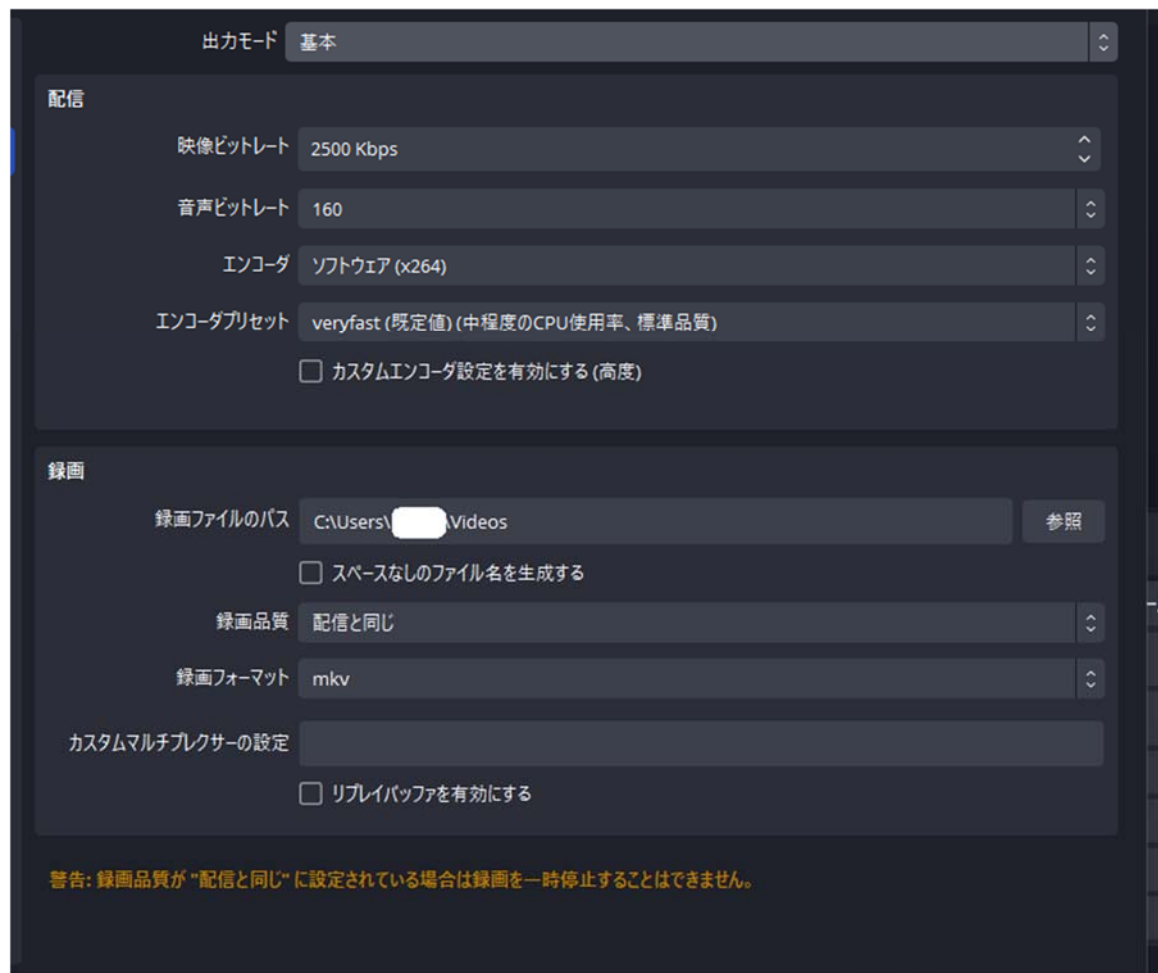 出力モード 基本
配信
映像ビットレート 2500 Kbps
音声ビットレート 160
エンコーダ ソフトウェア (x264)
エンコーダプリセット veryfast (既定値) (中程度のCPU使用率、標準品質)
カスタムエンコーダ設定を有効にする (高度)
録画
録画ファイルのパス C:\Users\ \Videos 参照
スペースなしのファイル名を生成する
録画品質 配信と同じ
録画フォーマット mkv
カスタムマルチプレクサーの設定
リプレイバッファを有効にする
警告: 録画品質が "配信と同じ" に設定されている場合は録画を一時停止することはできません。